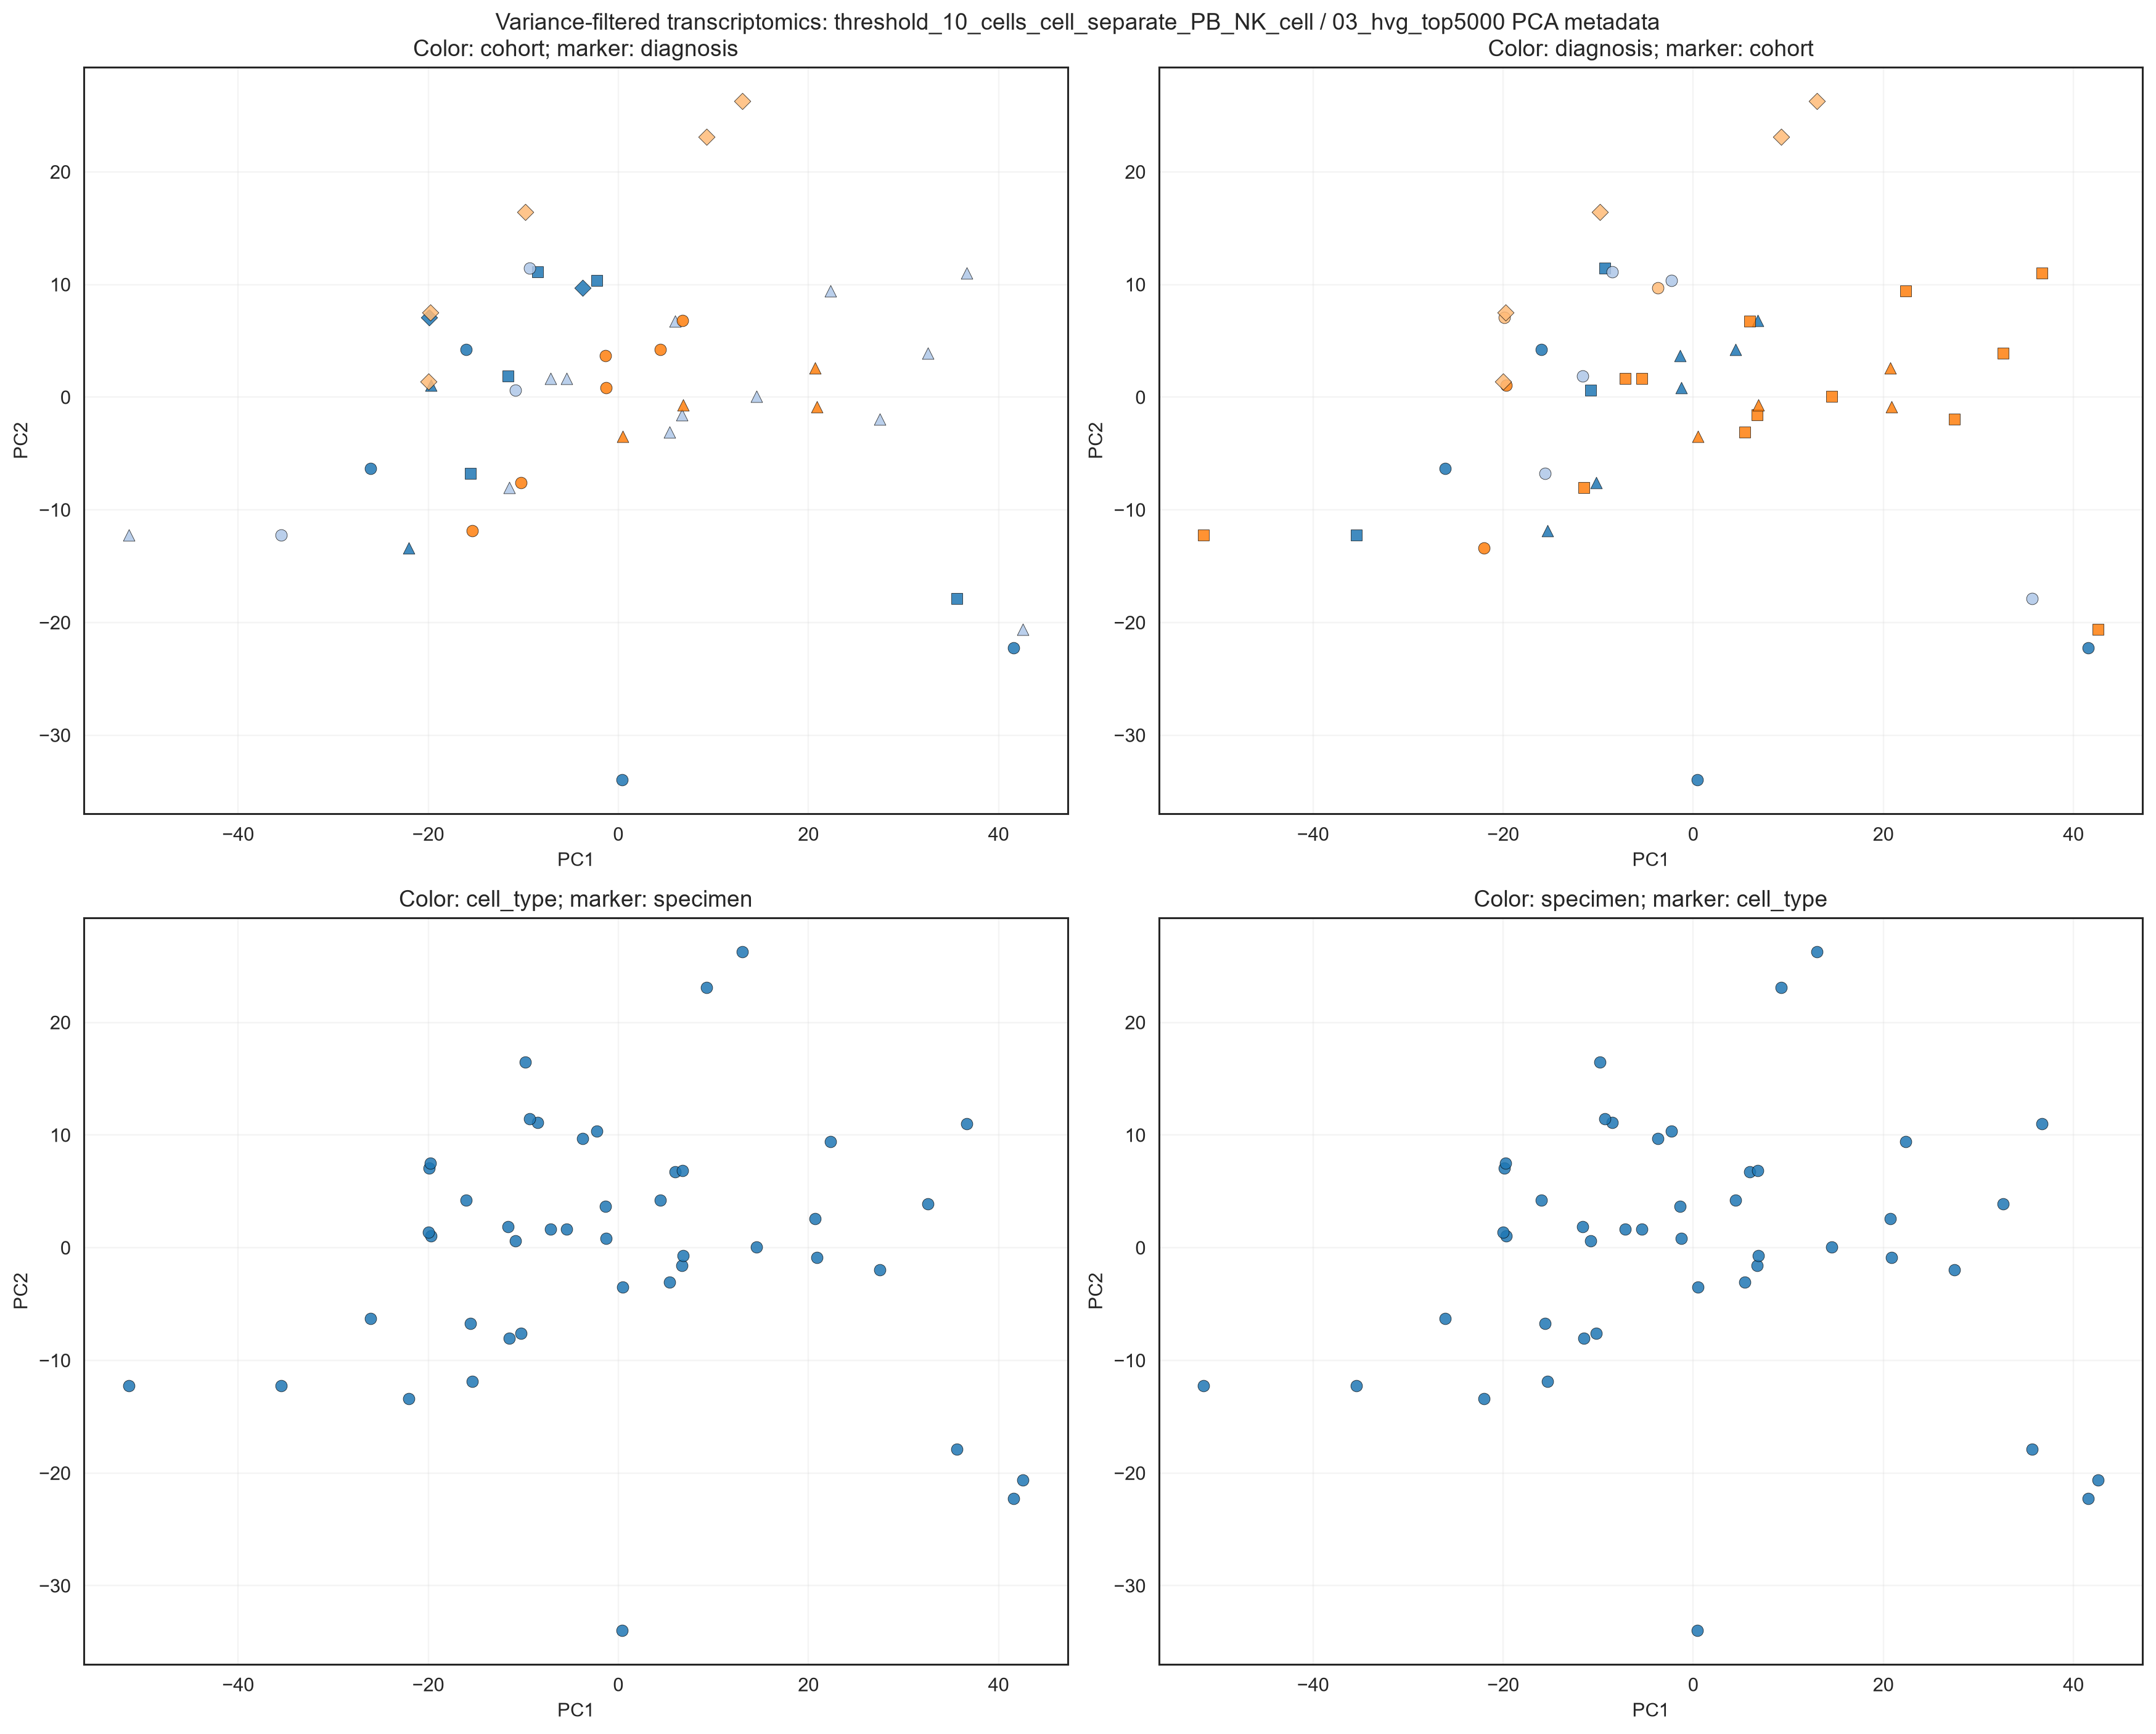 Variance-filtered transcriptomics: threshold_10_cells_cell_separate_PB_NK_cell / 03_hvg_top5000 PCA metadata
Color: cohort; marker: diagnosis
20
10
0
−10
−20
−30
PC2
−40 −20 0 20 40
PC1
Color: diagnosis; marker: cohort
20
10
0
−10
−20
−30
PC2
−40 −20 0 20 40
PC1
Color: cell_type; marker: specimen
20
10
0
−10
−20
−30
PC2
−40 −20 0 20 40
PC1
Color: specimen; marker: cell_type
20
10
0
−10
−20
−30
PC2
−40 −20 0 20 40
PC1